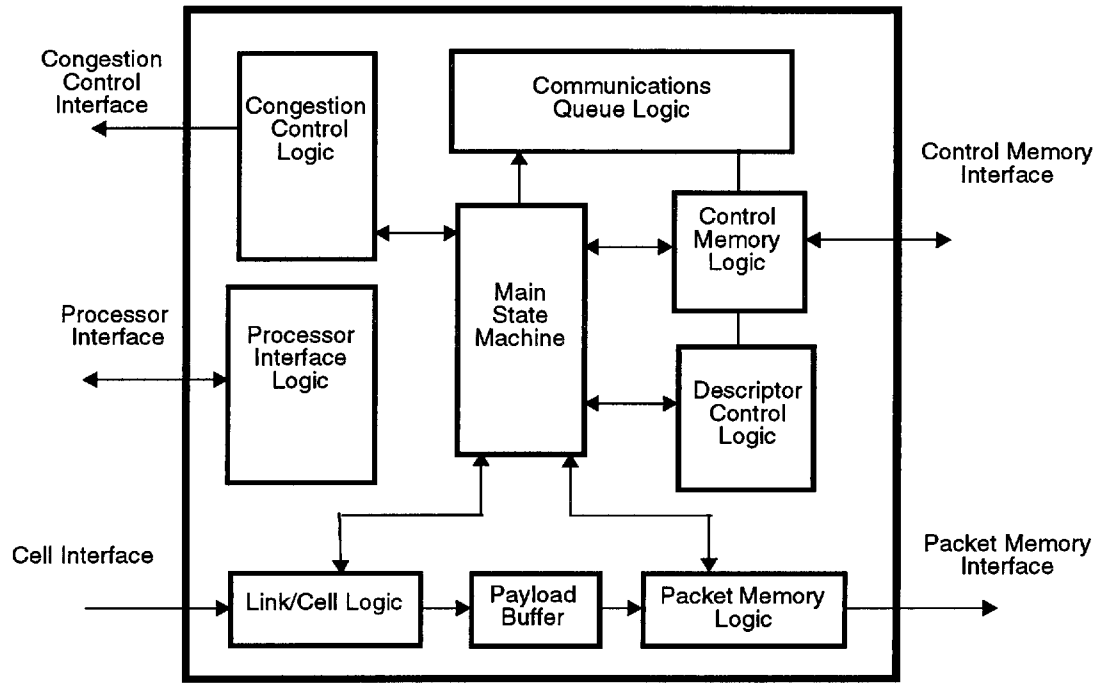 Congestion
Control
Interface
Congestion
Control
Logic
Communications
Queue Logic
Control Memory
Interface
Control
Memory
Logic
Main
State
Machine
Processor
Interface
Processor
Interface
Logic
Descriptor
Control
Logic
Cell Interface
Link/Cell Logic
Payload
Buffer
Packet Memory
Logic
Packet Memory
Interface